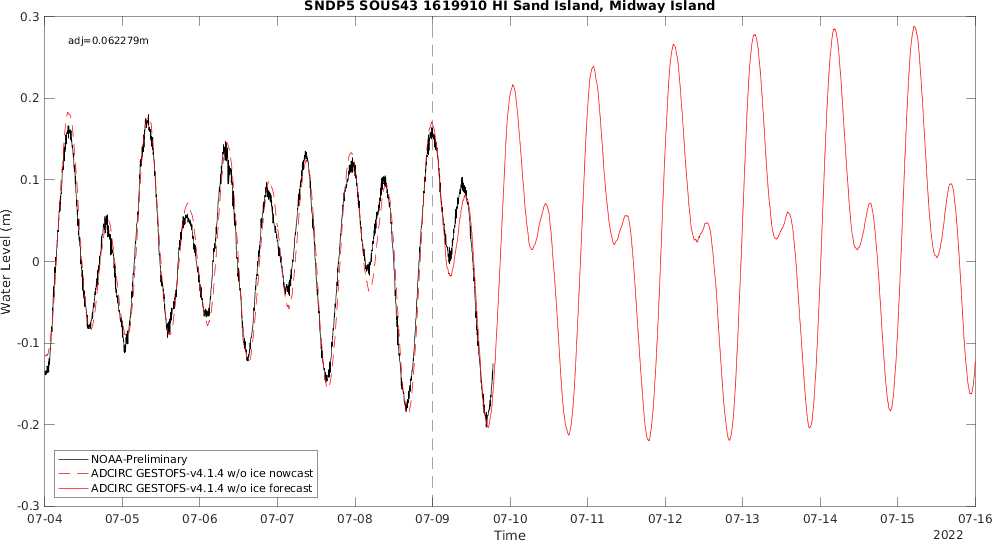 SNDP5 SOUS43 1619910 HI Sand Island, Midway Island
adj=0.062279m
0.3
0.2
0.1
0
-0.1
-0.2
-0.3
Water Level (m)
NOAA-Preliminary
ADCIRC GESTOFS-v4.1.4 w/o ice nowcast
ADCIRC GESTOFS-v4.1.4 w/o ice forecast
07-04 07-05 07-06 07-07 07-08 07-09 07-10 07-11 07-12 07-13 07-14 07-15 07-16
Time
2022